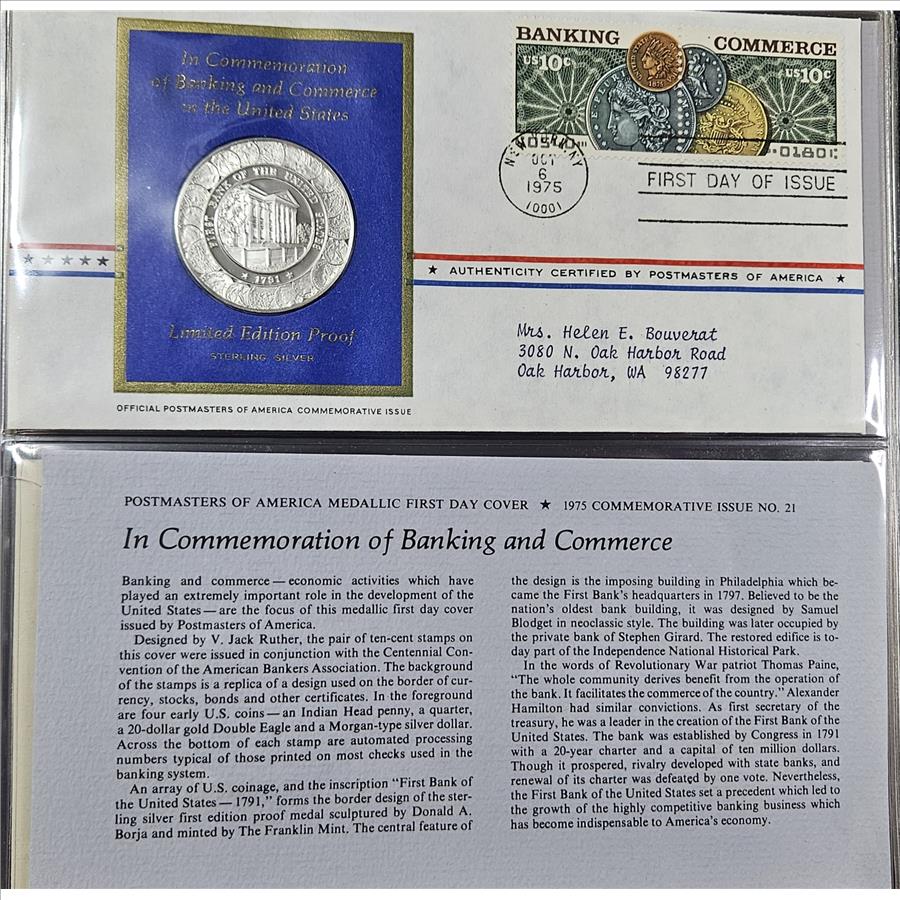 In Commemoration
of Banking and Commerce
in the United States
FIRST BANK OF THE UNITED STATES
★ 1791 ★
Limited Edition Proof
STERLING SILVER
OFFICIAL POSTMASTERS OF AMERICA COMMEMORATIVE ISSUE
BANKING
US 10c
COMMERCE
US 10c
1875
NEW YORK, NY
OCT
6
1975
10001
FIRST DAY OF ISSUE
★ AUTHENTICITY CERTIFIED BY POSTMASTERS OF AMERICA ★
Mrs. Helen E. Bouverat
3080 N. Oak Harbor Road
Oak Harbor, WA 98277
POSTMASTERS OF AMERICA MEDALLIC FIRST DAY COVER ★ 1975 COMMEMORATIVE ISSUE NO. 21
In Commemoration of Banking and Commerce
Banking and commerce — economic activities which have
played an extremely important role in the development of the
United States — are the focus of this medallic first day cover
issued by Postmasters of America.
Designed by V. Jack Ruther, the pair of ten-cent stamps on
this cover were issued in conjunction with the Centennial Con-
vention of the American Bankers Association. The background
of the stamps is a replica of a design used on the border of cur-
rency, stocks, bonds and other certificates. In the foreground
are four early U.S. coins — an Indian Head penny, a quarter,
a 20-dollar gold Double Eagle and a Morgan-type silver dollar.
Across the bottom of each stamp are automated processing
numbers typical of those printed on most checks used in the
banking system.
An array of U.S. coinage, and the inscription "First Bank of
the United States — 1791," forms the border design of the ster-
ling silver first edition proof medal sculptured by Donald A.
Borja and minted by The Franklin Mint. The central feature of
the design is the imposing building in Philadelphia which be-
came the First Bank's headquarters in 1797. Believed to be the
nation's oldest bank building, it was designed by Samuel
Blodget in neoclassic style. The building was later occupied by
the private bank of Stephen Girard. The restored edifice is to-
day part of the Independence National Historical Park.
In the words of Revolutionary War patriot Thomas Paine,
"The whole community derives benefit from the operation of
the bank. It facilitates the commerce of the country." Alexander
Hamilton had similar convictions. As first secretary of the
treasury, he was a leader in the creation of the First Bank of the
United States. The bank was established by Congress in 1791
with a 20-year charter and a capital of ten million dollars.
Though it prospered, rivalry developed with state banks, and
renewal of its charter was defeated by one vote. Nevertheless,
the First Bank of the United States set a precedent which led to
the growth of the highly competitive banking business which
has become indispensable to America's economy.